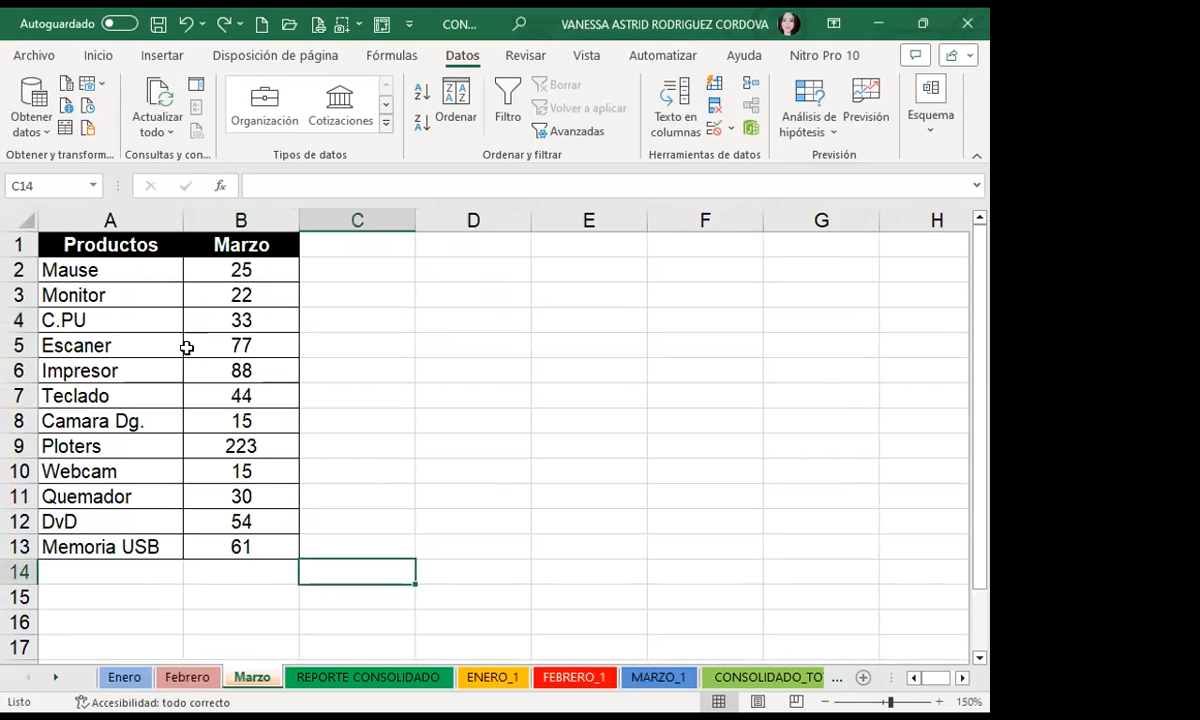 Autoguardado CON... VANESSA ASTRID RODRIGUEZ CORDOVA
Archivo Inicio Insertar Disposición de página Fórmulas Datos Revisar Vista Automatizar Ayuda Nitro Pro 10
Obtener datos Actualizar todo Organización Cotizaciones Ordenar Filtro Borrar Volver a aplicar Avanzadas Texto en columnas Análisis de hipótesis Previsión Esquema
Obtener y transform... Consultas y con... Tipos de datos Ordenar y filtrar Herramientas de datos Previsión
C14 fx
A B C D E F G H
1 Productos Marzo
2 Mause 25
3 Monitor 22
4 C.PU 33
5 Escaner 77
6 Impresor 88
7 Teclado 44
8 Camara Dg. 15
9 Ploters 223
10 Webcam 15
11 Quemador 30
12 DvD 54
13 Memoria USB 61
14
15
16
17
Enero Febrero Marzo REPORTE CONSOLIDADO ENERO_1 FEBRERO_1 MARZO_1 CONSOLIDADO_TO ...
Listo Accesibilidad: todo correcto 150%